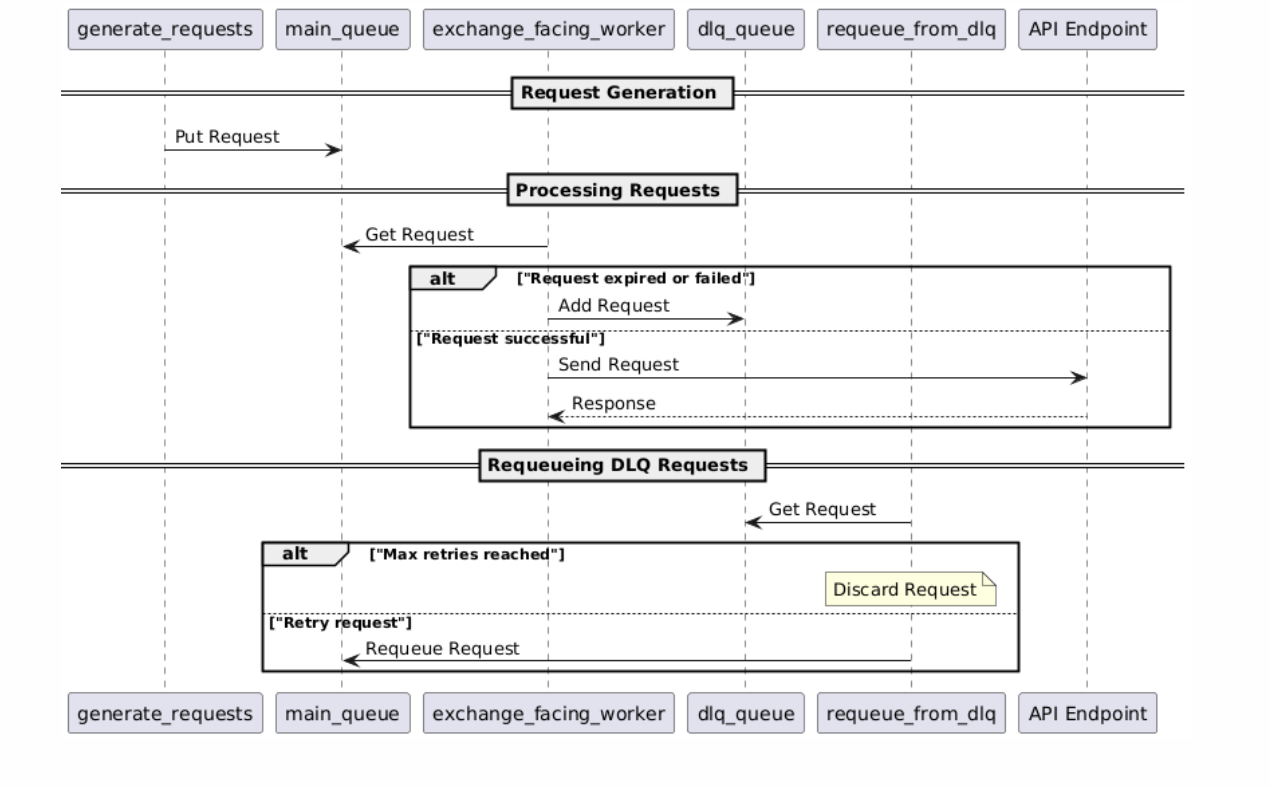 generate_requests main_queue exchange_facing_worker dlq_queue requeue_from_dlq API Endpoint
Request Generation
Put Request
Processing Requests
Get Request
alt ["Request expired or failed"]
Add Request
["Request successful"]
Send Request
Response
Requeueing DLQ Requests
Get Request
alt ["Max retries reached"]
Discard Request
["Retry request"]
Requeue Request
generate_requests main_queue exchange_facing_worker dlq_queue requeue_from_dlq API Endpoint